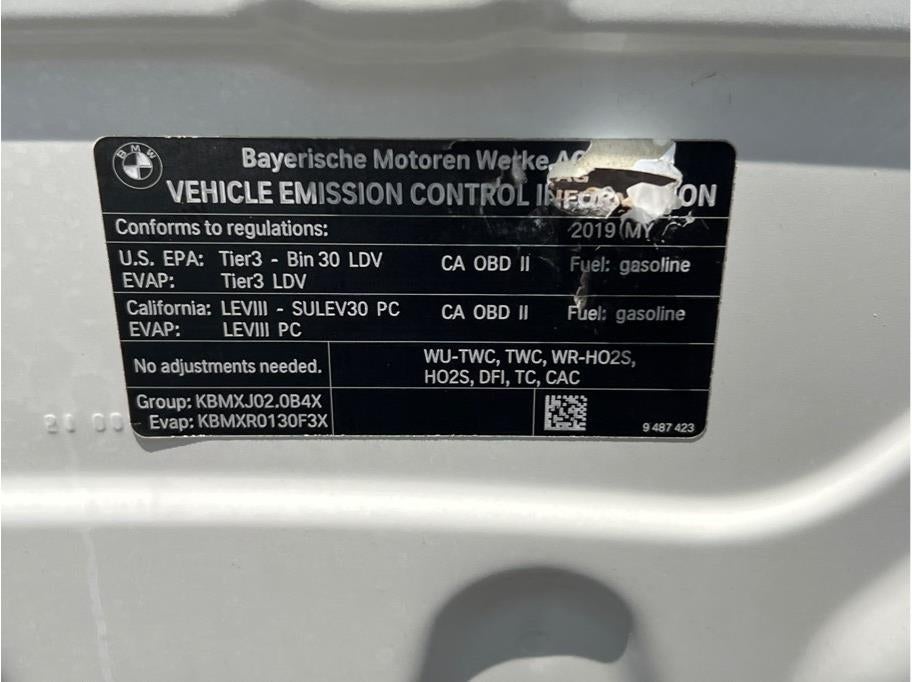 BMW
Bayerische Motoren Werke AG
VEHICLE EMISSION CONTROL INFORMATION
Conforms to regulations: 2019 MY
U.S. EPA: Tier3 - Bin 30 LDV CA OBD II Fuel: gasoline
EVAP: Tier3 LDV
California: LEVIII - SULEV30 PC CA OBD II Fuel: gasoline
EVAP: LEVIII PC
No adjustments needed.
WU-TWC, TWC, WR-HO2S,
HO2S, DFI, TC, CAC
Group: KBMXJ02.0B4X
Evap: KBMXR0130F3X
9 487 423